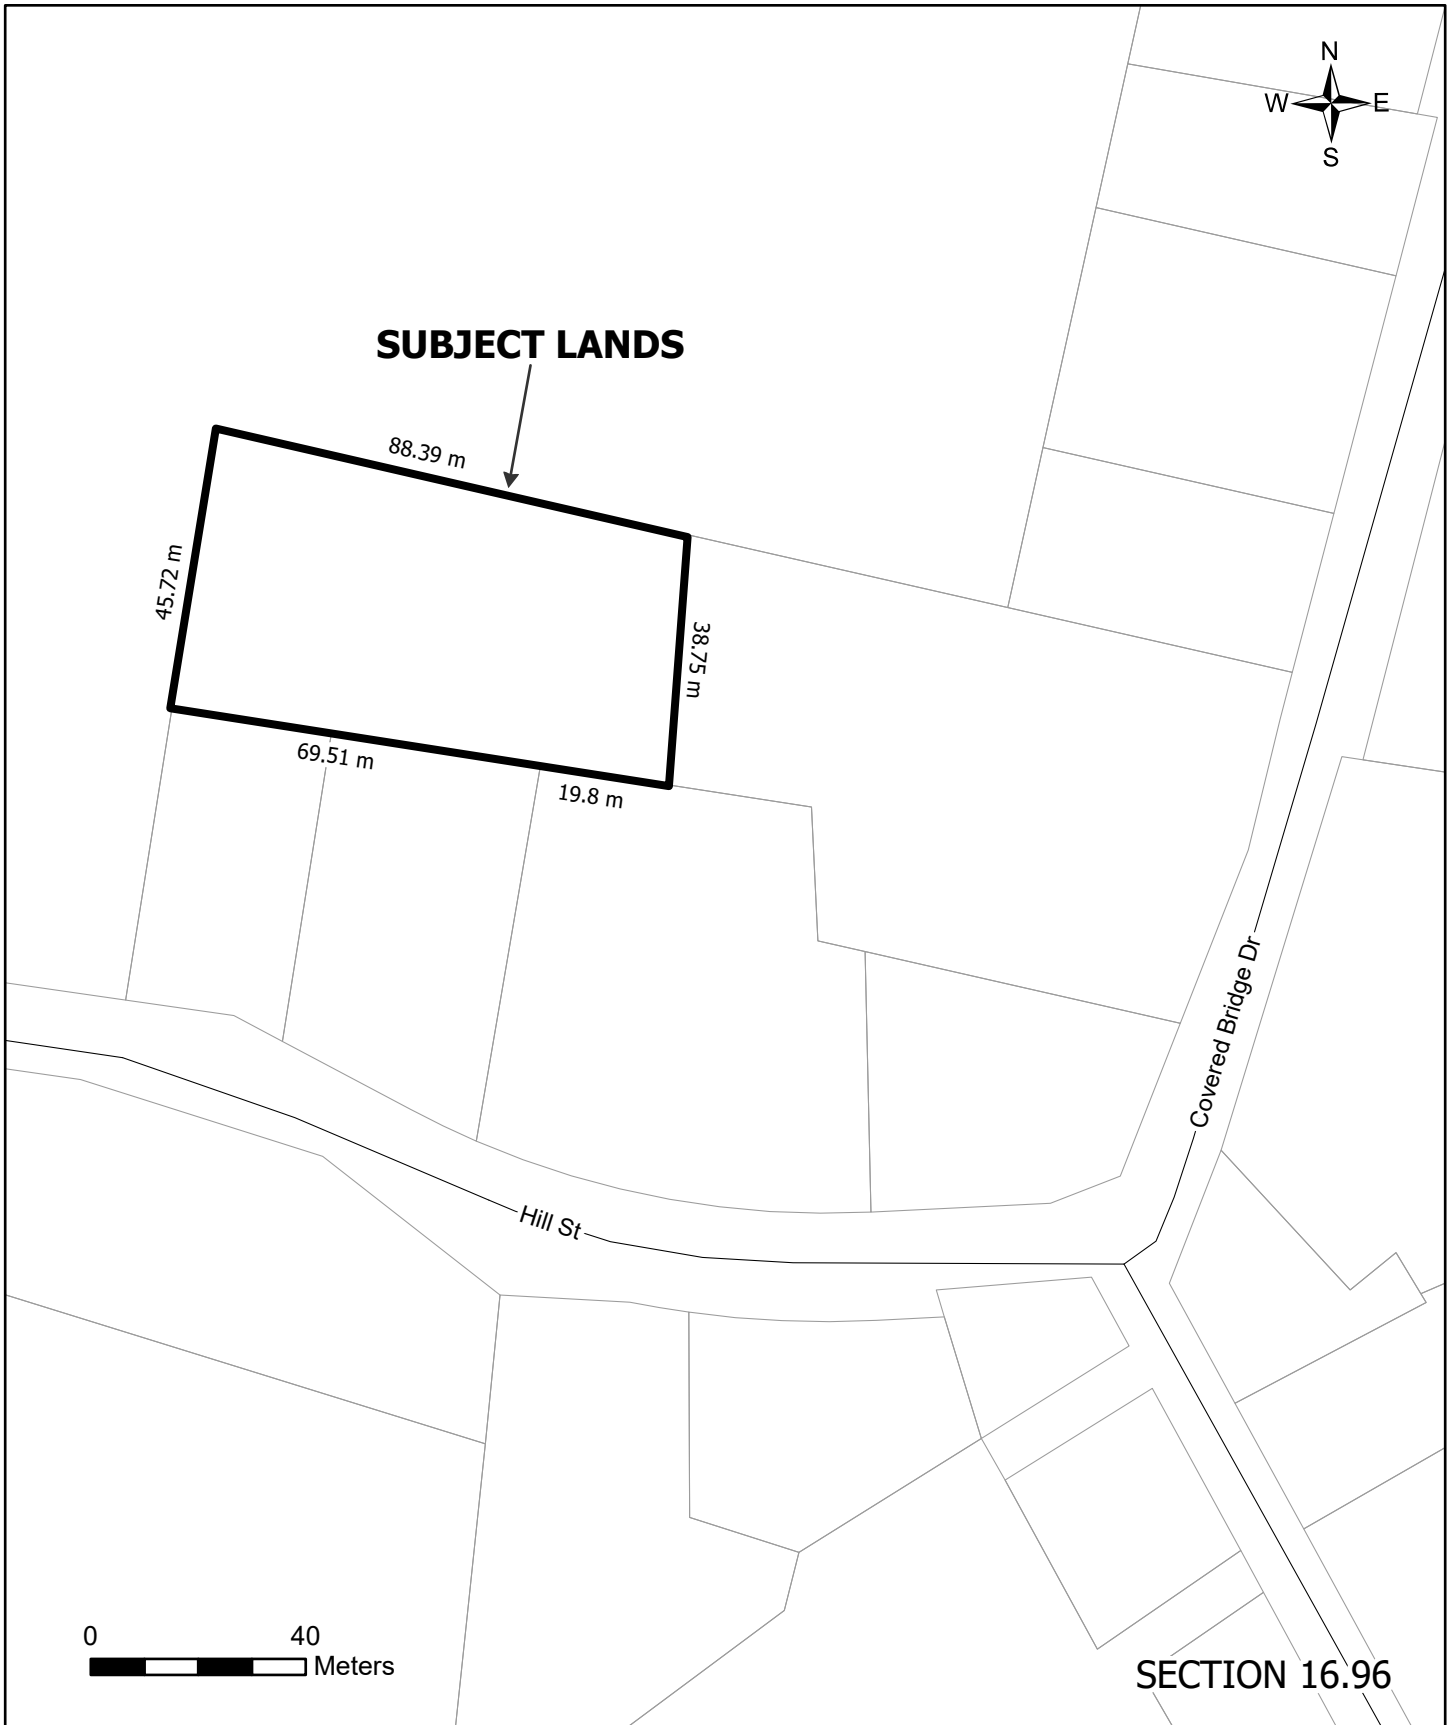 N
W E
S
SUBJECT LANDS
88.39 m
45.72 m
38.75 m
69.51 m
19.8 m
Covered Bridge Dr
Hill St
0 40
Meters
SECTION 16.96